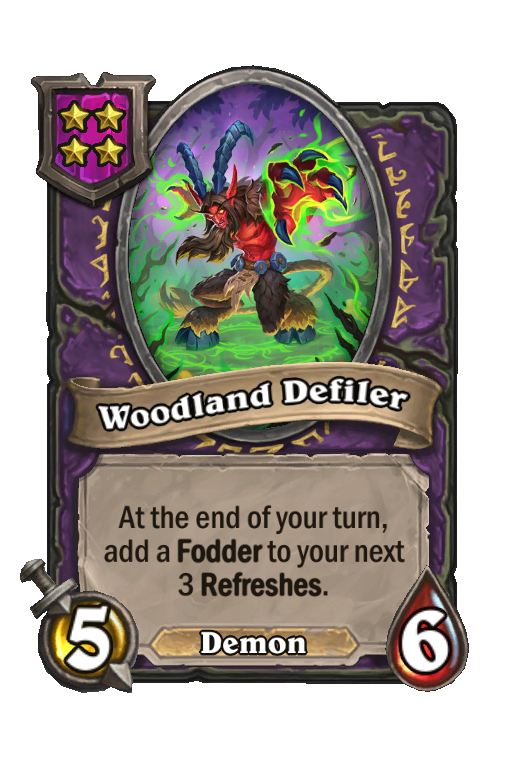 Woodland Defiler
At the end of your turn,
add a Fodder to your next
3 Refreshes.
5
Demon
6